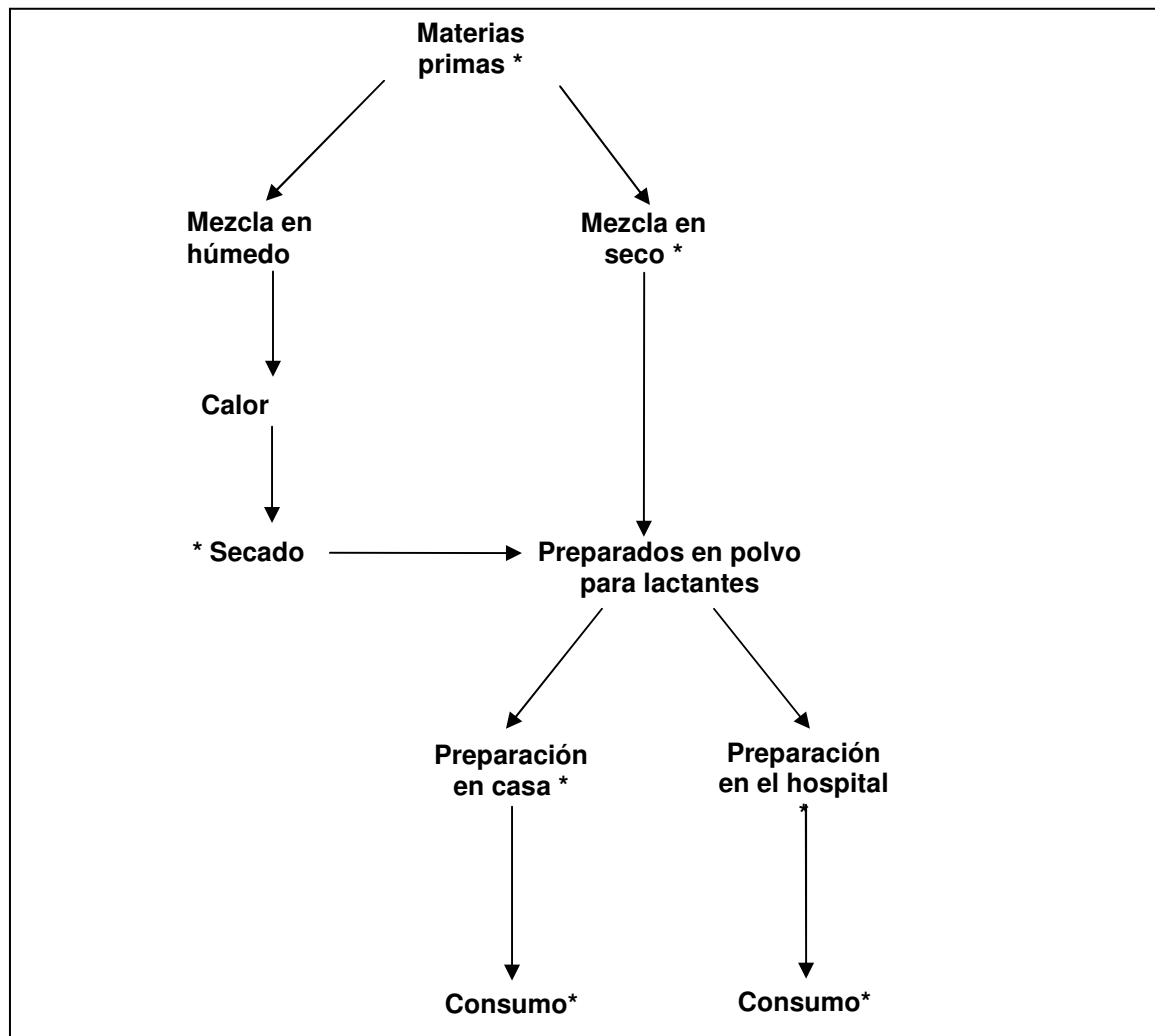 Materias
primas *
Mezcla en
húmedo
Mezcla en
seco *
Calor
* Secado
Preparados en polvo
para lactantes
Preparación
en casa *
Preparación
en el hospital
*
Consumo*
Consumo*